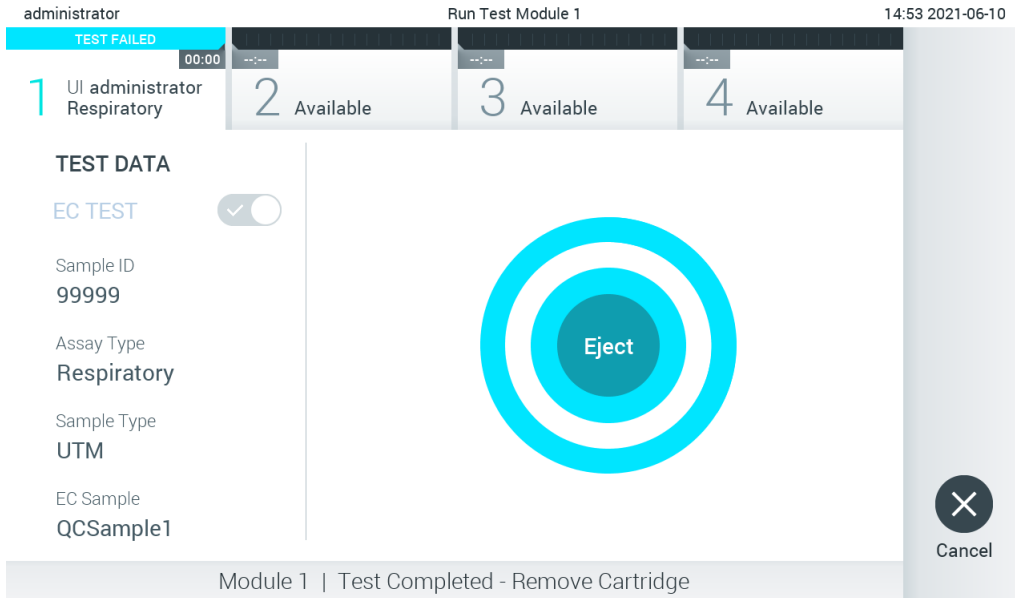 administrator Run Test Module 1 14:53 2021-06-10
TEST FAILED
00:00 --:-- --:-- --:--
1 UI administrator
Respiratory
2 Available
3 Available
4 Available
TEST DATA
EC TEST
Sample ID
99999
Assay Type
Respiratory
Sample Type
UTM
EC Sample
QCSample1
Eject
Cancel
Module 1 | Test Completed - Remove Cartridge